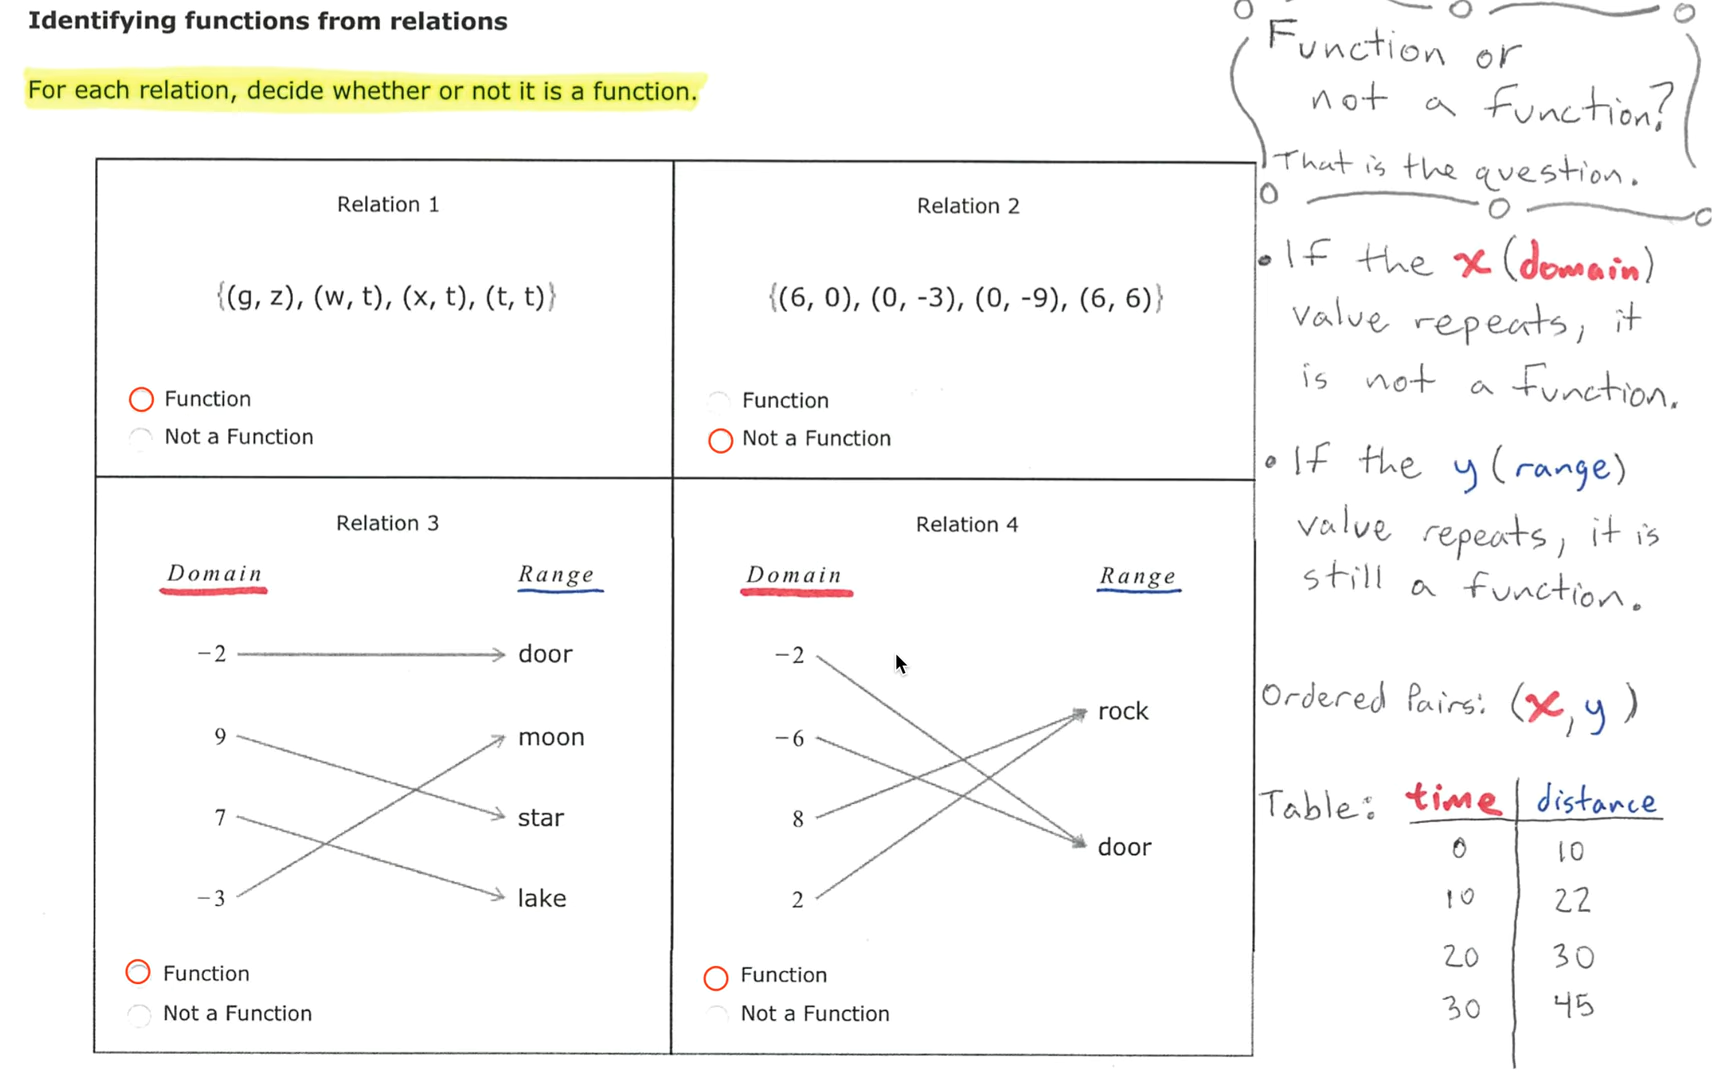 Identifying functions from relations
For each relation, decide whether or not it is a function.
Relation 1
{(g, z), (w, t), (x, t), (t, t)}
Function
Not a Function
Relation 2
{(6, 0), (0, -3), (0, -9), (6, 6)}
Function
Not a Function
Relation 3
Domain Range
−2 door
9 moon
7 star
−3 lake
Function
Not a Function
Relation 4
Domain Range
−2
rock
−6
8
door
2
Function
Not a Function
Function or
not a function?
That is the question.
• If the x (domain)
value repeats, it
is not a function.
• If the y (range)
value repeats, it is
still a function.
Ordered Pairs: (x, y)
Table: time distance
0 10
10 22
20 30
30 45